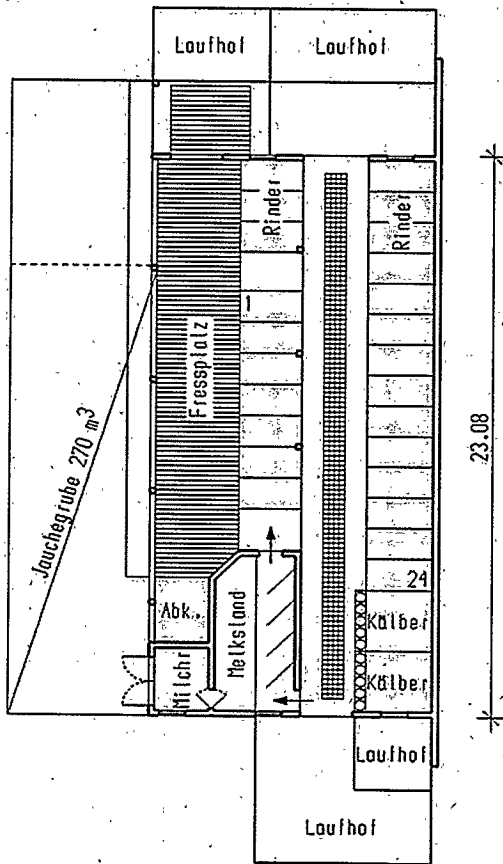 Laufhof
Laufhof
Rinder
Rinder
1
Fressplatz
Jauchegrube 270 m3
23.08
Abk.
Melkstand
24
Milchr
Kälber
Kälber
Laufhof
Laufhof